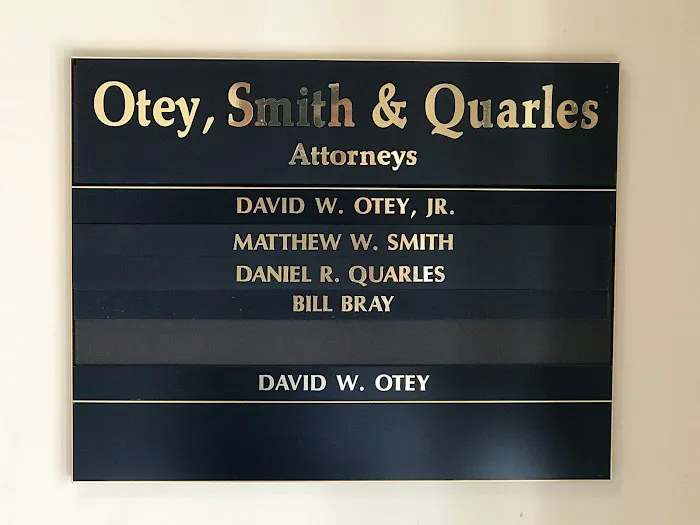 Otey, Smith & Quarles
Attorneys
DAVID W. OTEY, JR.
MATTHEW W. SMITH
DANIEL R. QUARLES
BILL BRAY
DAVID W. OTEY